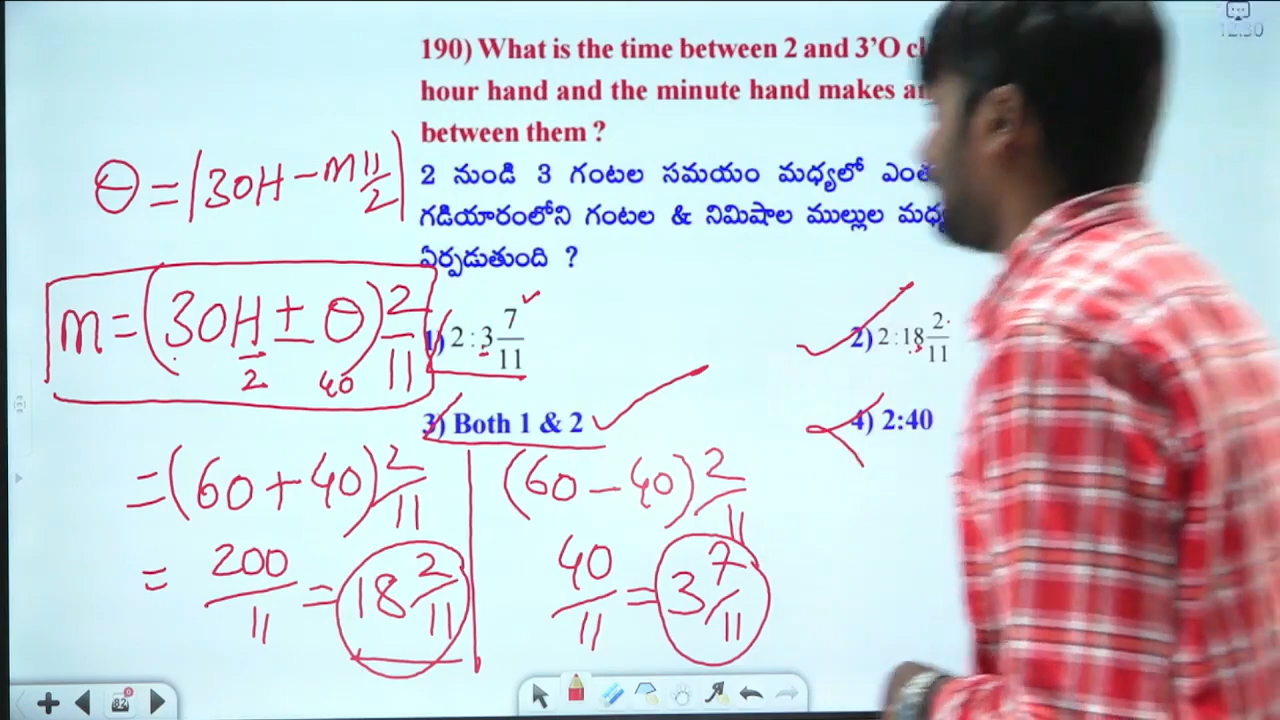 12:30
190) What is the time between 2 and 3’O
hour hand and the minute hand makes
between them ?
2 నుండి 3 గంటల సమయం మధ్యలో
గడియారంలోని గంటల & నిమిషాల ముల్లుల
ఏర్పడుతుంది ?
θ = |30H - m 11/2|
m = (30H ± θ) 2/11
2 40
1) 2 : 3 7/11
2) 2 : 18 2/11
3) Both 1 & 2
4) 2:40
= (60 + 40) 2/11
= 200/11 = 18 2/11
(60 - 40) 2/11
40/11 = 3 7/11
82